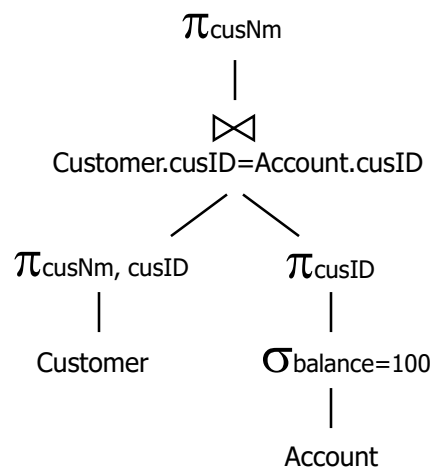 πcusNm
⋈
Customer.cusID=Account.cusID
πcusNm, cusID
πcusID
Customer
σbalance=100
Account